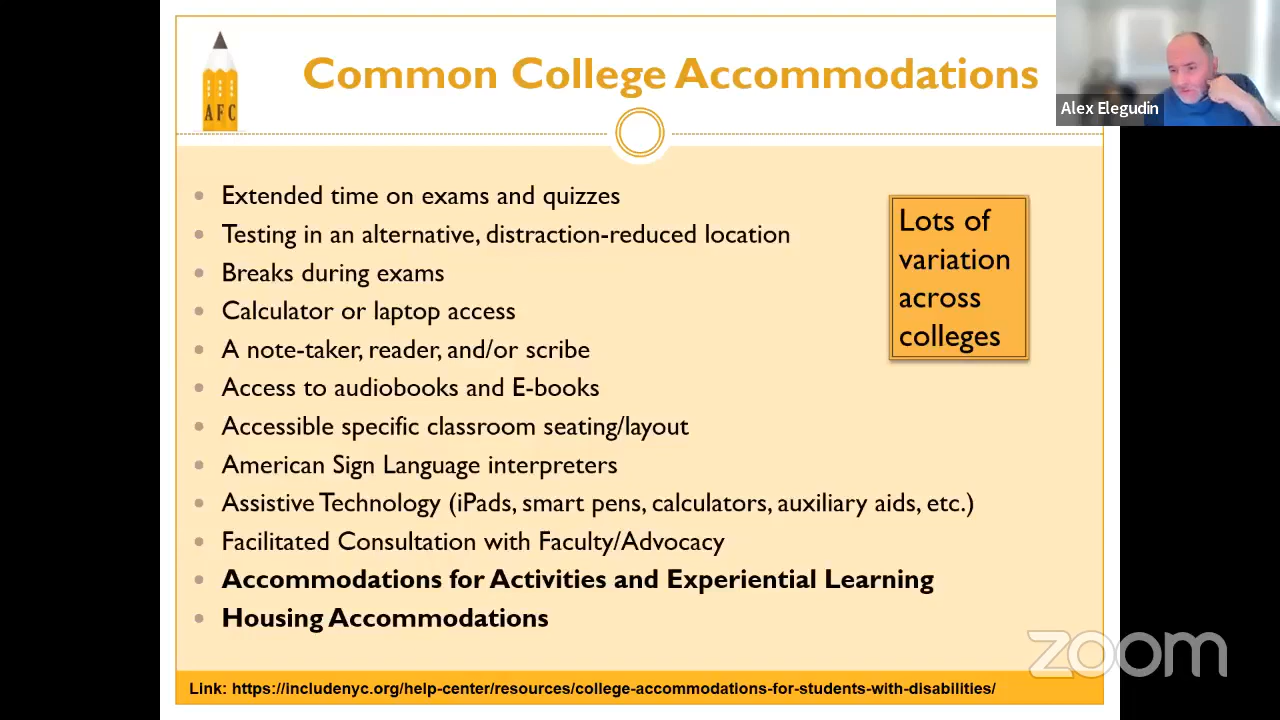 AFC
Common College Accommodations
Alex Elegudin
Extended time on exams and quizzes
Testing in an alternative, distraction-reduced location
Breaks during exams
Calculator or laptop access
A note-taker, reader, and/or scribe
Access to audiobooks and E-books
Accessible specific classroom seating/layout
American Sign Language interpreters
Assistive Technology (iPads, smart pens, calculators, auxiliary aids, etc.)
Facilitated Consultation with Faculty/Advocacy
Accommodations for Activities and Experiential Learning
Housing Accommodations
Lots of
variation
across
colleges
zoom
Link: https://includenyc.org/help-center/resources/college-accommodations-for-students-with-disabilities/